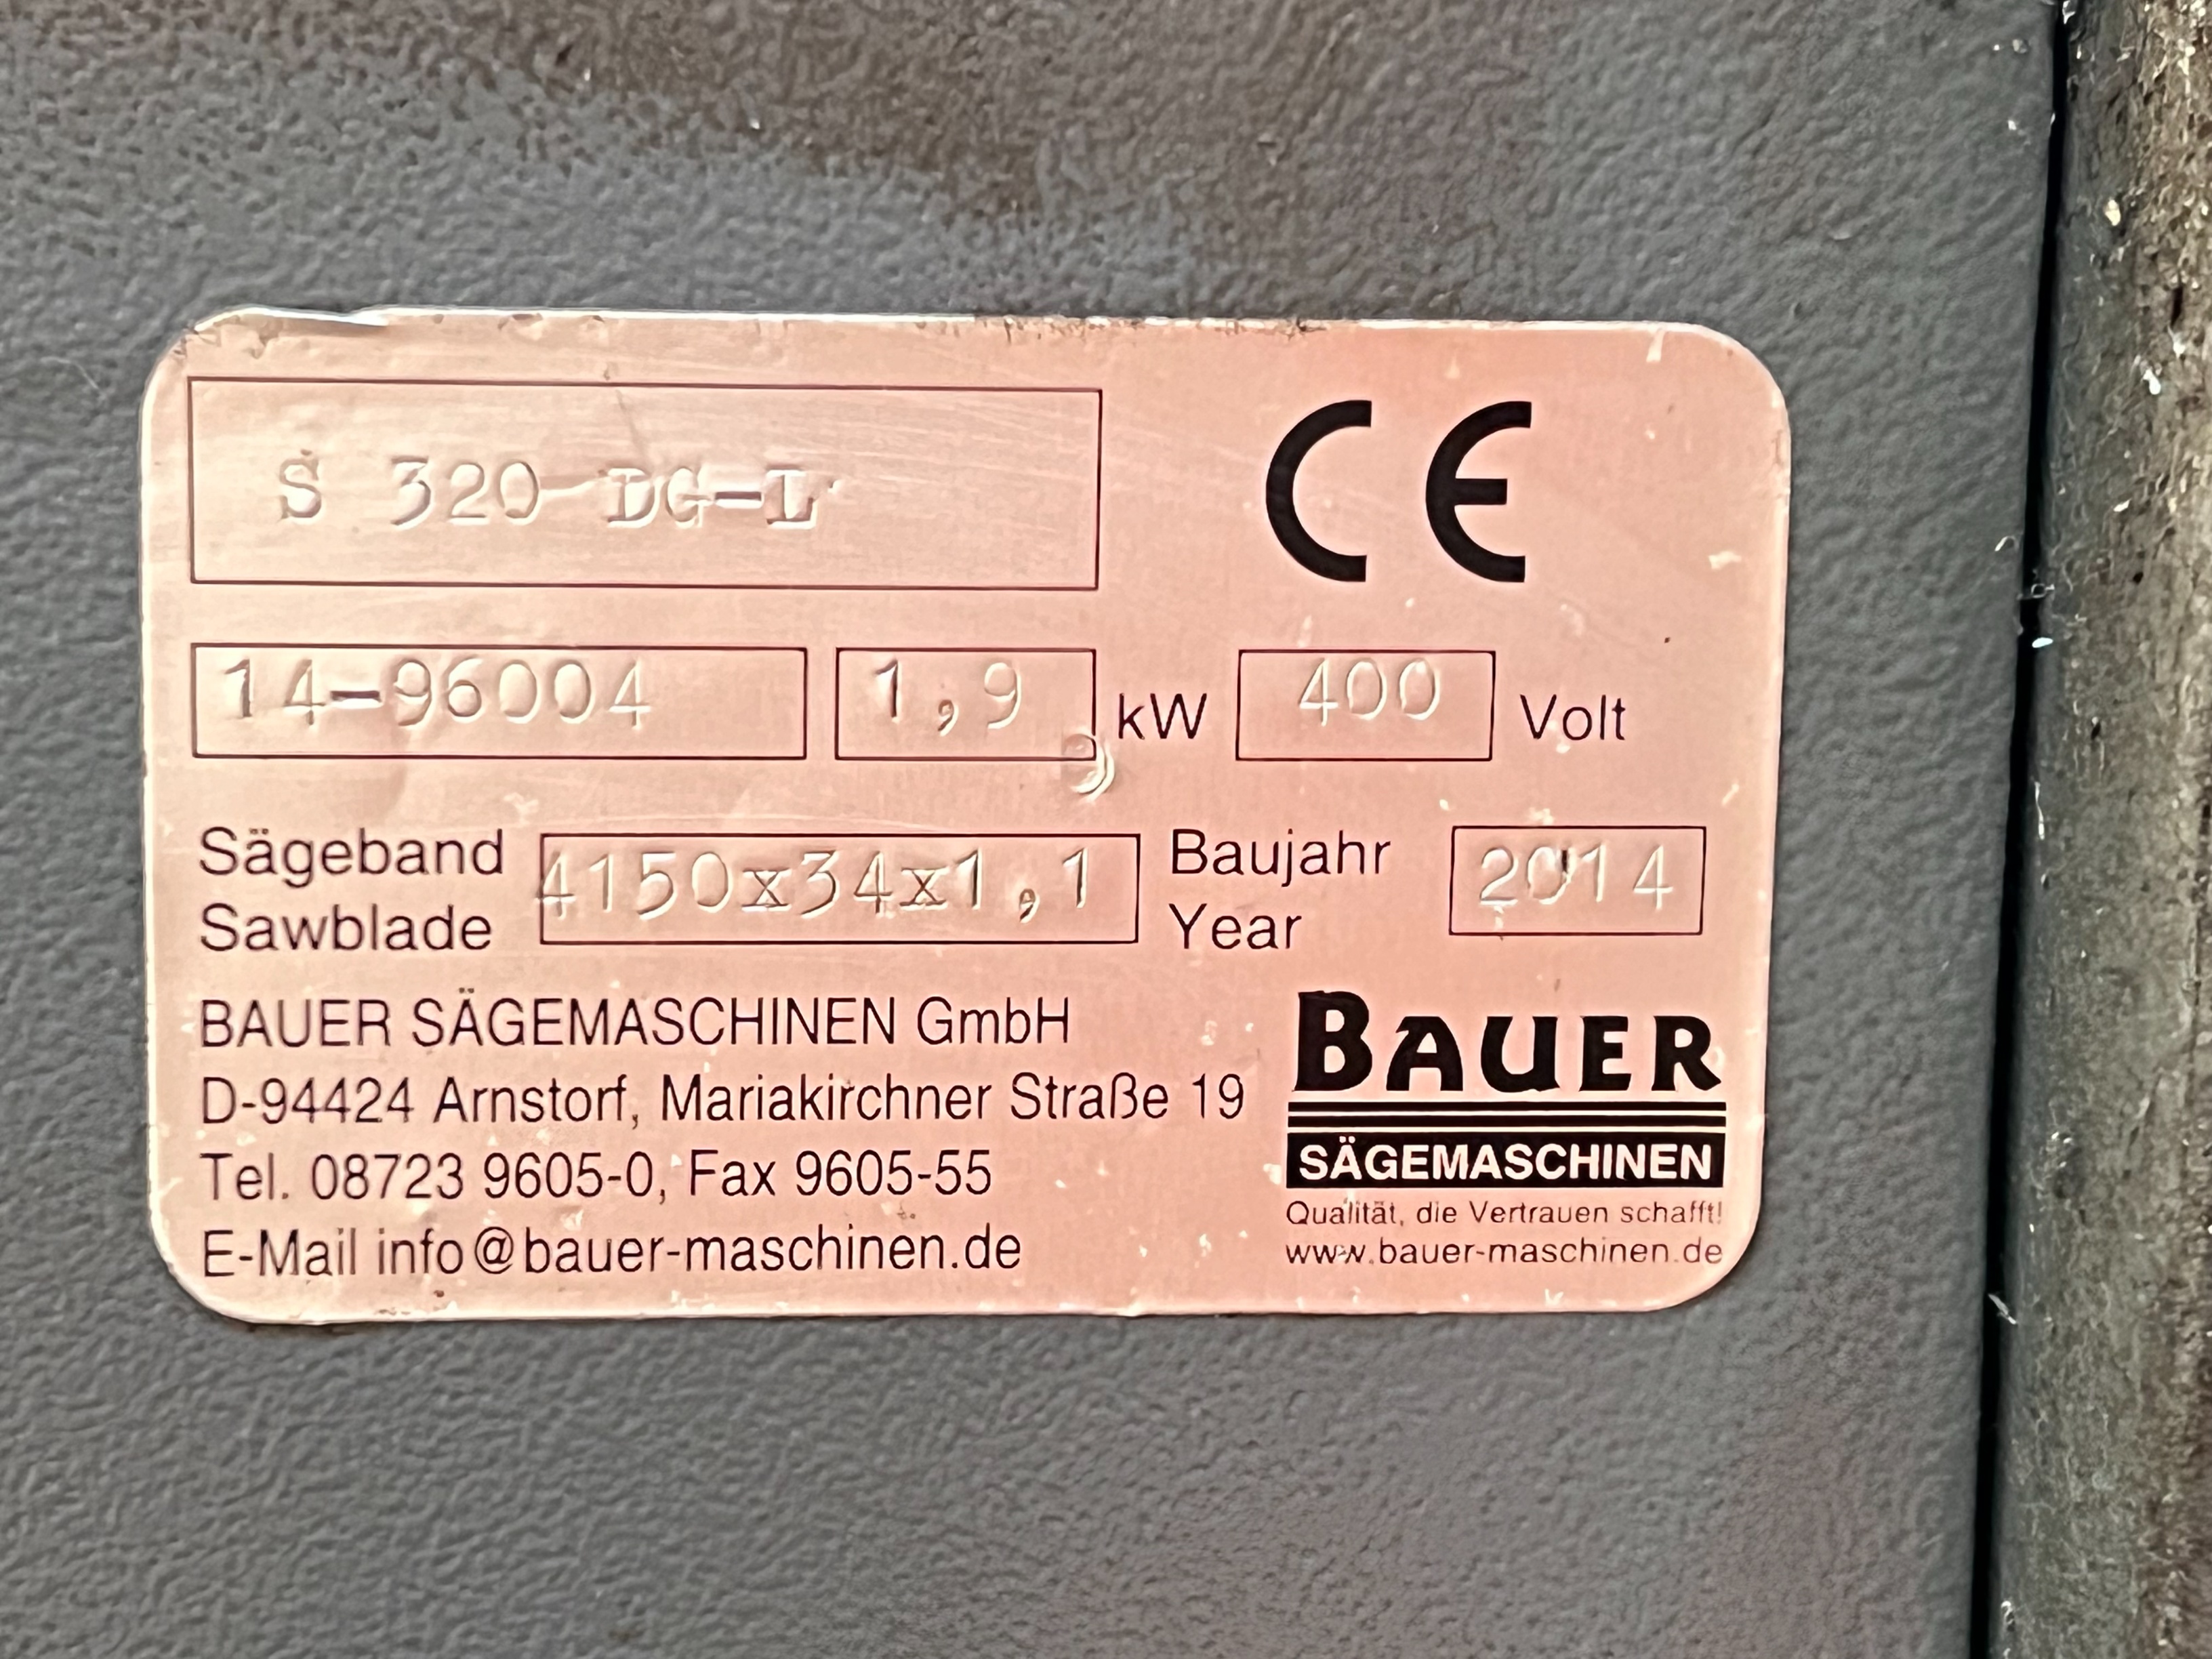 S 320 DG-L
CE
14-96004 1,9 kW 400 Volt
Sägeband 4150x34x1,1 Baujahr 2014
Sawblade Year
BAUER SÄGEMASCHINEN GmbH
D-94424 Arnstorf, Mariakirchner Straße 19
Tel. 08723 9605-0, Fax 9605-55
E-Mail info@bauer-maschinen.de
BAUER
SÄGEMASCHINEN
Qualität, die Vertrauen schafft!
www.bauer-maschinen.de